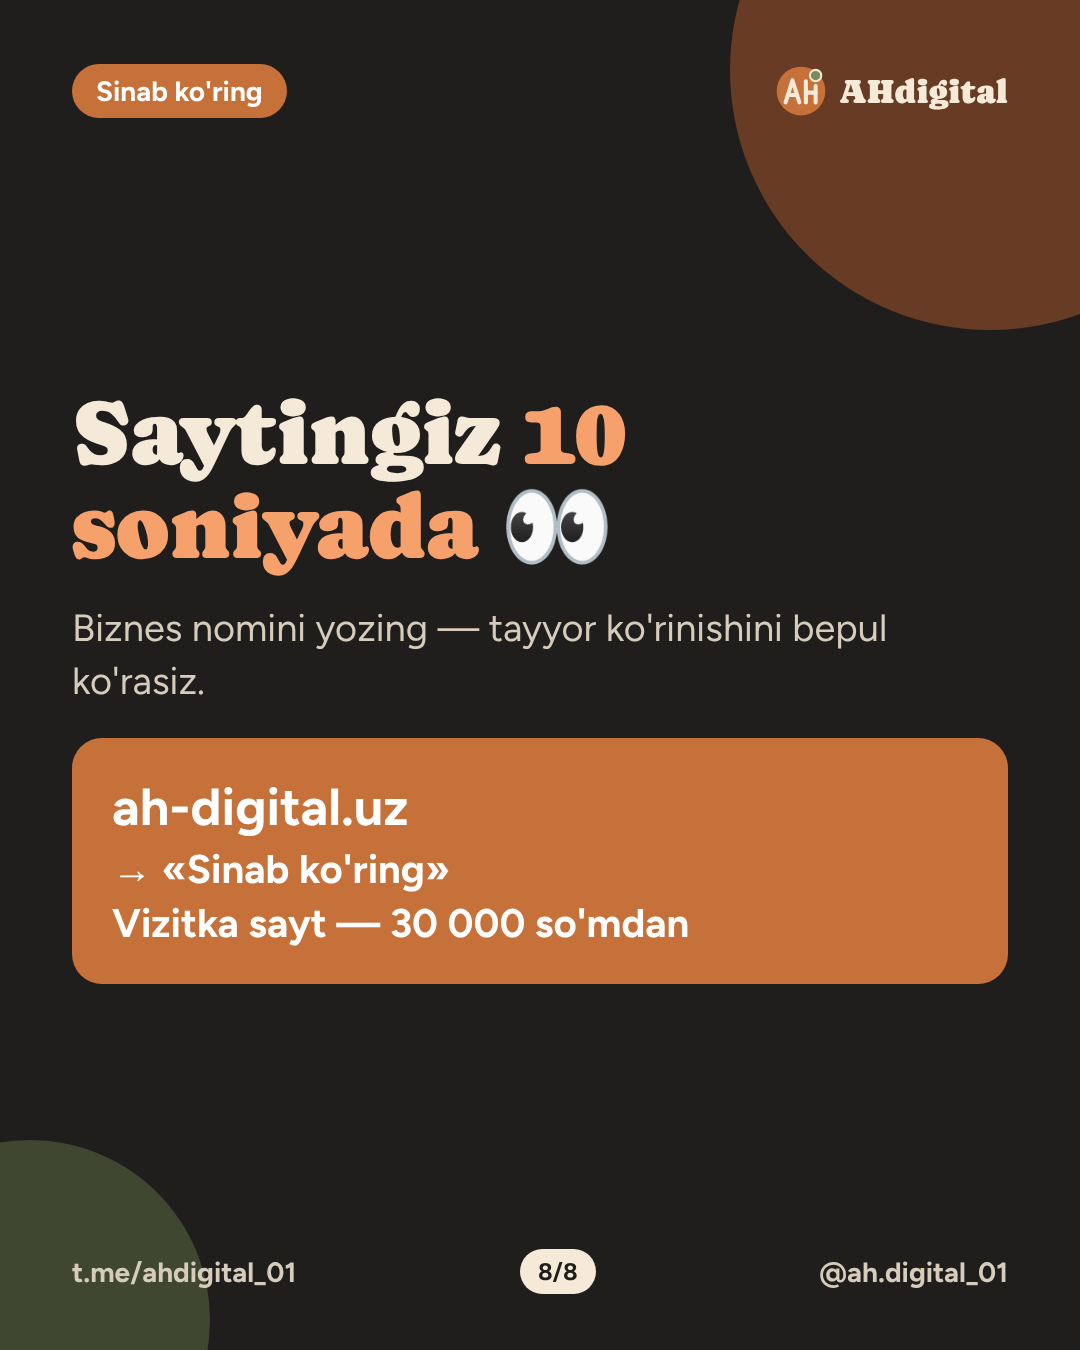 Sinab ko'ring
AH AHdigital
Saytingiz 10
soniyada 👀
Biznes nomini yozing — tayyor ko'rinishini bepul
ko'rasiz.
ah-digital.uz
→ «Sinab ko'ring»
Vizitka sayt — 30 000 so'mdan
t.me/ahdigital_01
8/8
@ah.digital_01